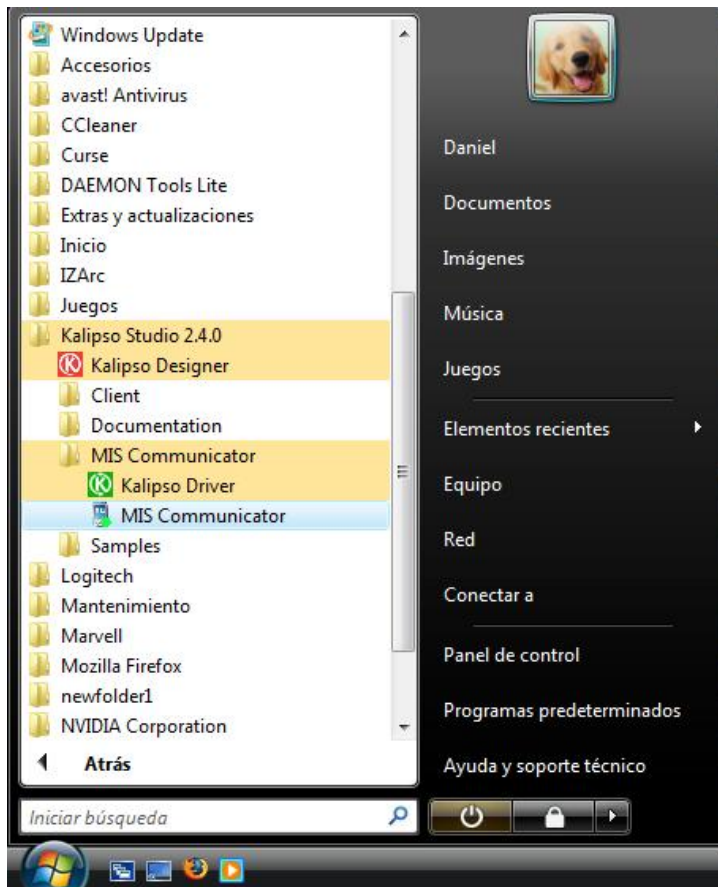 Windows Update
Accesorios
avast! Antivirus
CCleaner
Curse
DAEMON Tools Lite
Extras y actualizaciones
Inicio
IZArc
Juegos
Kalipso Studio 2.4.0
Kalipso Designer
Client
Documentation
MIS Communicator
Kalipso Driver
MIS Communicator
Samples
Logitech
Mantenimiento
Marvell
Mozilla Firefox
newfolder1
NVIDIA Corporation
Atrás
Iniciar búsqueda
Daniel
Documentos
Imágenes
Música
Juegos
Elementos recientes
Equipo
Red
Conectar a
Panel de control
Programas predeterminados
Ayuda y soporte técnico